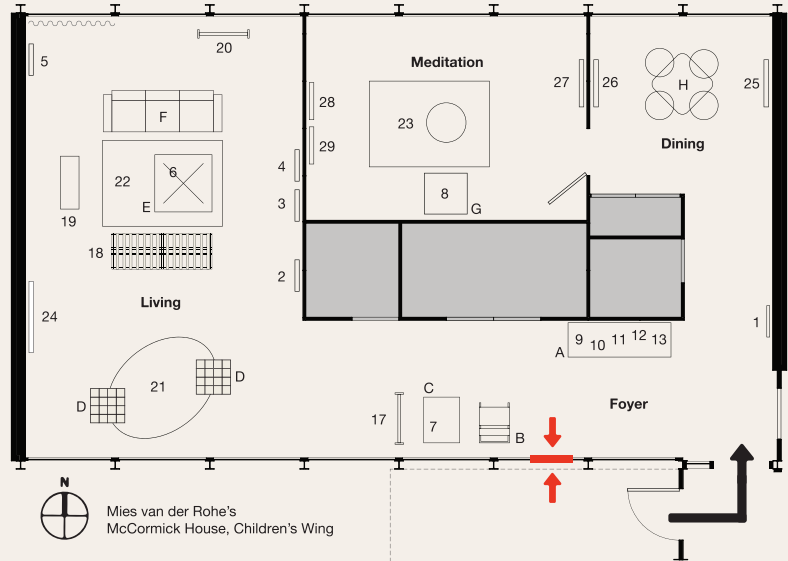 5
20
Meditation
27
26
H
25
28
F
23
Dining
29
4
6
22
8
E
3
G
19
18
2
Living
24
1
9 10 11 12 13
A
21
D
D
C
Foyer
17
7
B
N
Mies van der Rohe’s
McCormick House, Children’s Wing